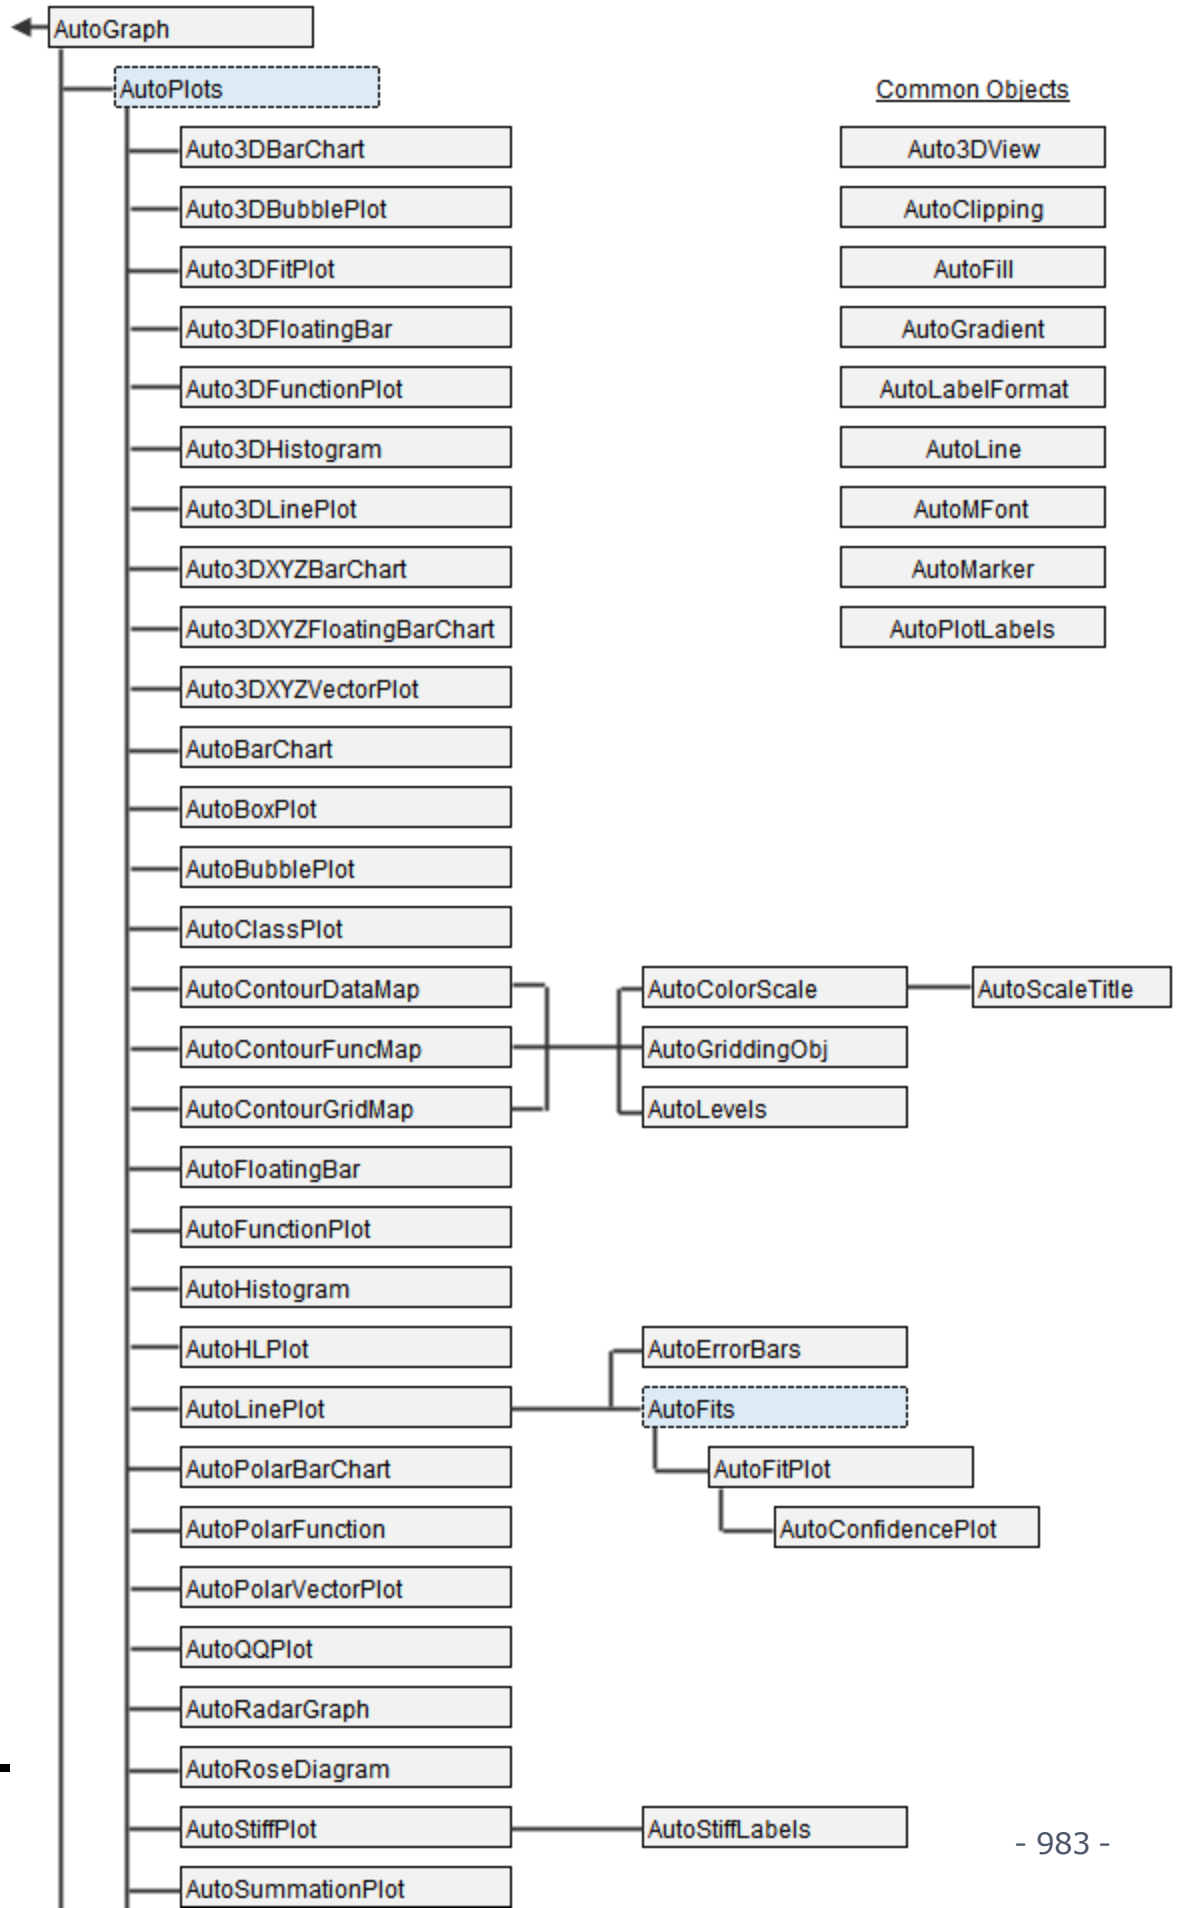 AutoGraph
AutoPlots
Common Objects
Auto3DBarChart
Auto3DView
Auto3DBubblePlot
AutoClipping
Auto3DFitPlot
AutoFill
Auto3DFloatingBar
AutoGradient
Auto3DFunctionPlot
AutoLabelFormat
Auto3DHistogram
AutoLine
Auto3DLinePlot
AutoMFont
Auto3DXYZBarChart
AutoMarker
Auto3DXYZFloatingBarChart
AutoPlotLabels
Auto3DXYZVectorPlot
AutoBarChart
AutoBoxPlot
AutoBubblePlot
AutoClassPlot
AutoContourDataMap
AutoColorScale
AutoScaleTitle
AutoContourFuncMap
AutoGriddingObj
AutoContourGridMap
AutoLevels
AutoFloatingBar
AutoFunctionPlot
AutoHistogram
AutoHLPlot
AutoErrorBars
AutoLinePlot
AutoFits
AutoPolarBarChart
AutoFitPlot
AutoPolarFunction
AutoConfidencePlot
AutoPolarVectorPlot
AutoQQPlot
AutoRadarGraph
AutoRoseDiagram
AutoStiffPlot
AutoStiffLabels
- 983 -
AutoSummationPlot